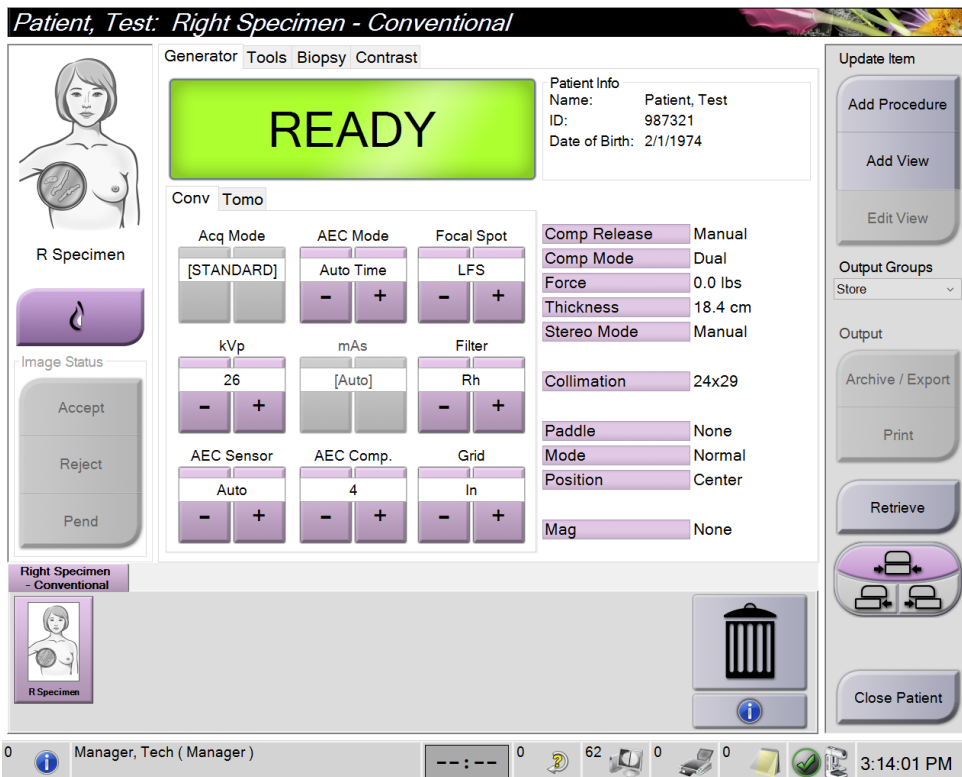 Patient, Test: Right Specimen - Conventional
Generator Tools Biopsy Contrast
READY
Patient Info
Name: Patient, Test
ID: 987321
Date of Birth: 2/1/1974
R Specimen
Image Status
Accept
Reject
Pend
Conv Tomo
Acq Mode AEC Mode Focal Spot
[STANDARD] Auto Time LFS
- + - +
kVp mAs Filter
26 [Auto] Rh
- + - +
AEC Sensor AEC Comp. Grid
Auto 4 In
- + - + - +
Comp Release Manual
Comp Mode Dual
Force 0.0 lbs
Thickness 18.4 cm
Stereo Mode Manual
Collimation 24x29
Paddle None
Mode Normal
Position Center
Mag None
Update Item
Add Procedure
Add View
Edit View
Output Groups
Store
Output
Archive / Export
Print
Retrieve
Close Patient
Right Specimen
- Conventional
R Specimen
0 Manager, Tech ( Manager ) --:-- 0 62 0 0 3:14:01 PM